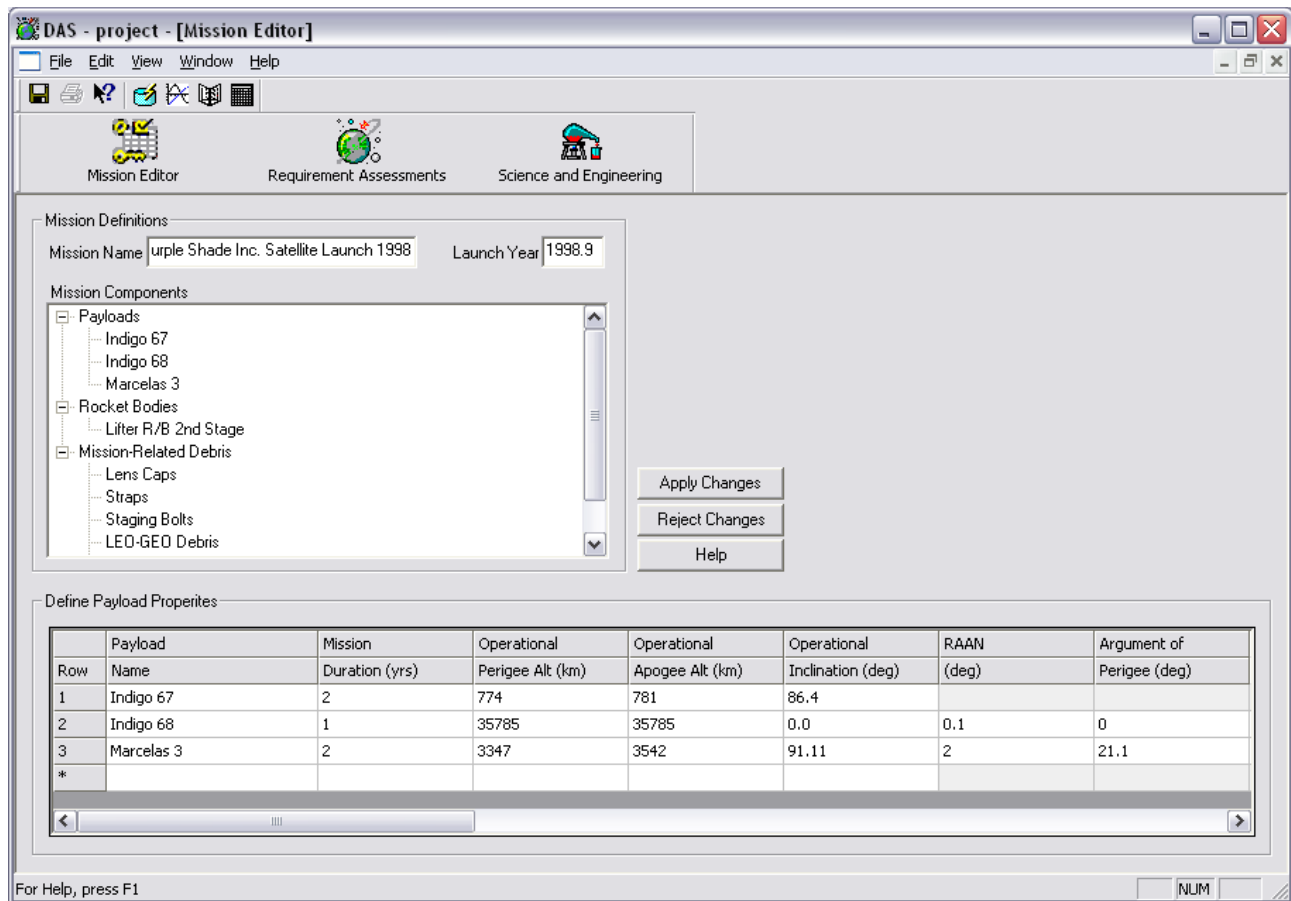 DAS - project - [Mission Editor]
File Edit View Window Help
Mission Editor Requirement Assessments Science and Engineering
Mission Definitions
Mission Name urple Shade Inc. Satellite Launch 1998 Launch Year 1998.9
Mission Components
Payloads
Indigo 67
Indigo 68
Marcelas 3
Rocket Bodies
Lifter R/B 2nd Stage
Mission-Related Debris
Lens Caps
Straps
Staging Bolts
LEO-GEO Debris
Apply Changes
Reject Changes
Help
Define Payload Properites
Payload Mission Operational Operational Operational RAAN Argument of
Row Name Duration (yrs) Perigee Alt (km) Apogee Alt (km) Inclination (deg) (deg) Perigee (deg)
1 Indigo 67 2 774 781 86.4
2 Indigo 68 1 35785 35785 0.0 0.1 0
3 Marcelas 3 2 3347 3542 91.11 2 21.1
*
For Help, press F1 NUM